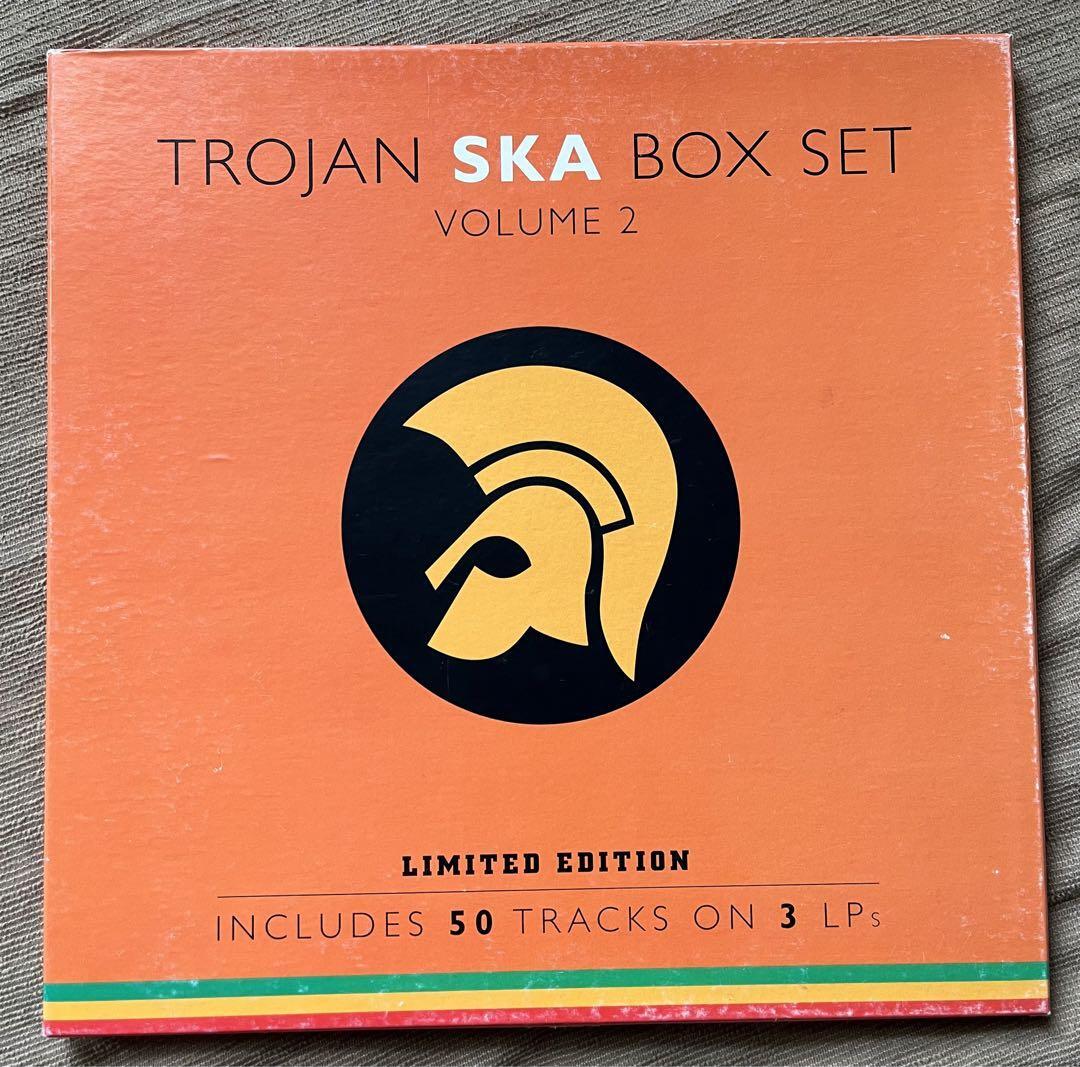 TROJAN SKA BOX SET
VOLUME 2
LIMITED EDITION
INCLUDES 50 TRACKS ON 3 LPs